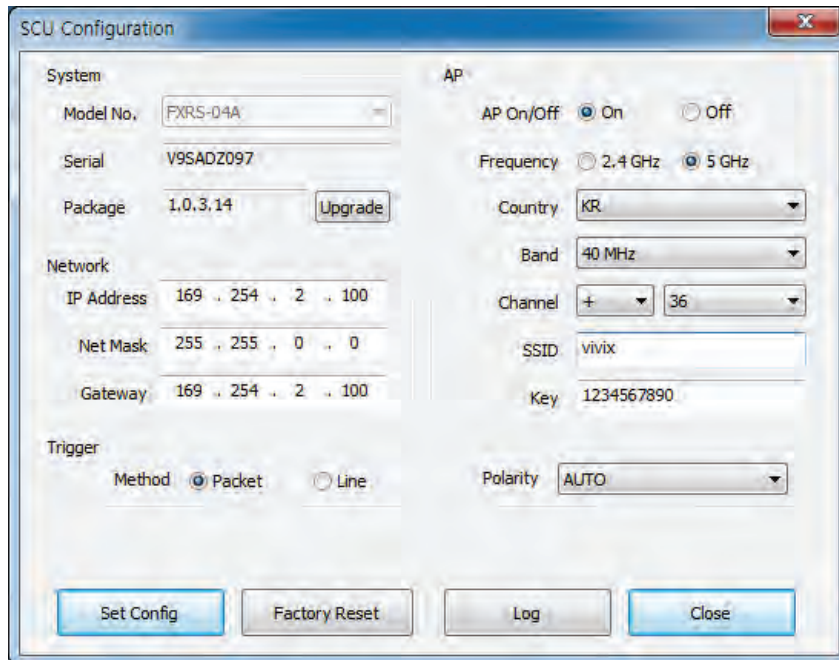 SCU Configuration
System
Model No. FXRS-04A
Serial V9SADZ097
Package 1.0.3.14 Upgrade
Network
IP Address 169 . 254 . 2 . 100
Net Mask 255 . 255 . 0 . 0
Gateway 169 . 254 . 2 . 100
Trigger
Method Packet Line
AP
AP On/Off On Off
Frequency 2.4 GHz 5 GHz
Country KR
Band 40 MHz
Channel + 36
SSID vivix
Key 1234567890
Polarity AUTO
Set Config Factory Reset Log Close